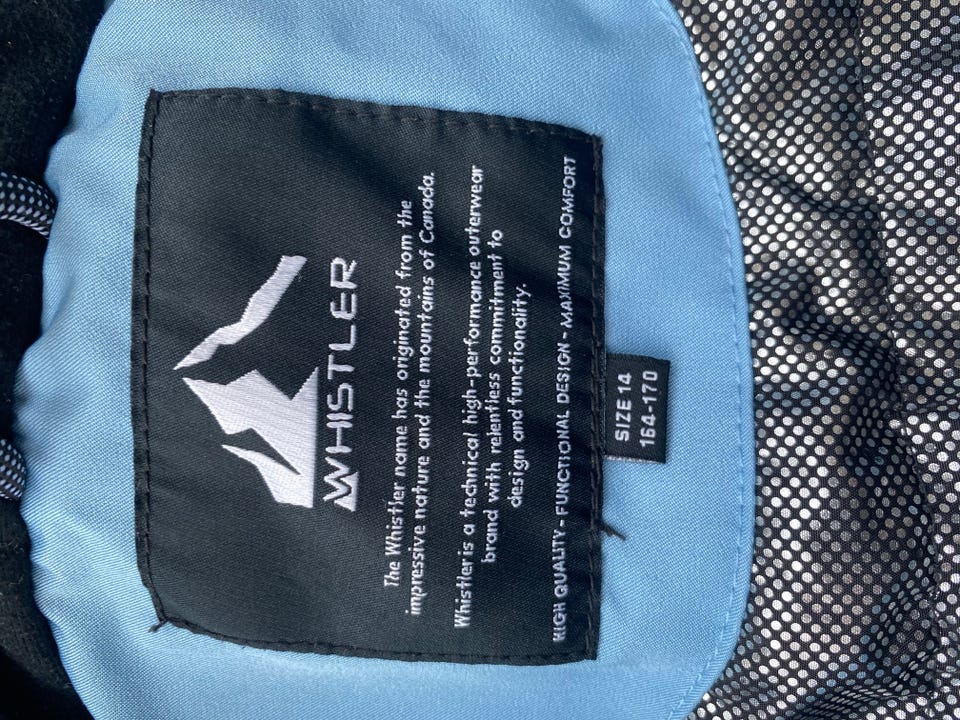 WHISTLER
The Whistler name has originated from the
impressive nature and the mountains of Canada.
Whistler is a technical high-performance outerwear
brand with relentless commitment to
design and functionality.
HIGH QUALITY - FUNCTIONAL DESIGN - MAXIMUM COMFORT
SIZE 14
164-170